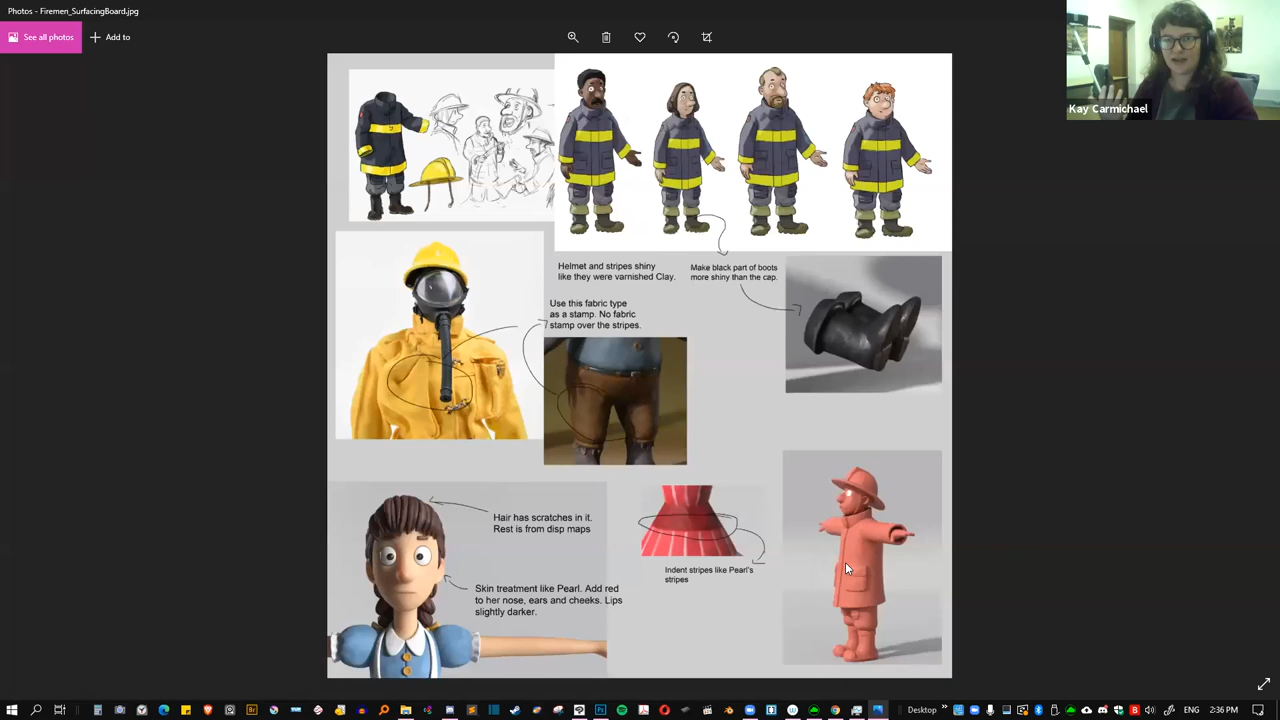 Photos - Firemen_SurfacingBoard.jpg
See all photos
Add to
Kay Carmichael
Helmet and stripes shiny
like they were varnished Clay.
Make black part of boots
more shiny than the cap.
Use this fabric type
as a stamp. No fabric
stamp over the stripes.
Hair has scratches in it.
Rest is from disp maps
Skin treatment like Pearl. Add red
to her nose, ears and cheeks. Lips
slightly darker.
Indent stripes like Pearl's
stripes
Desktop
2:36 PM